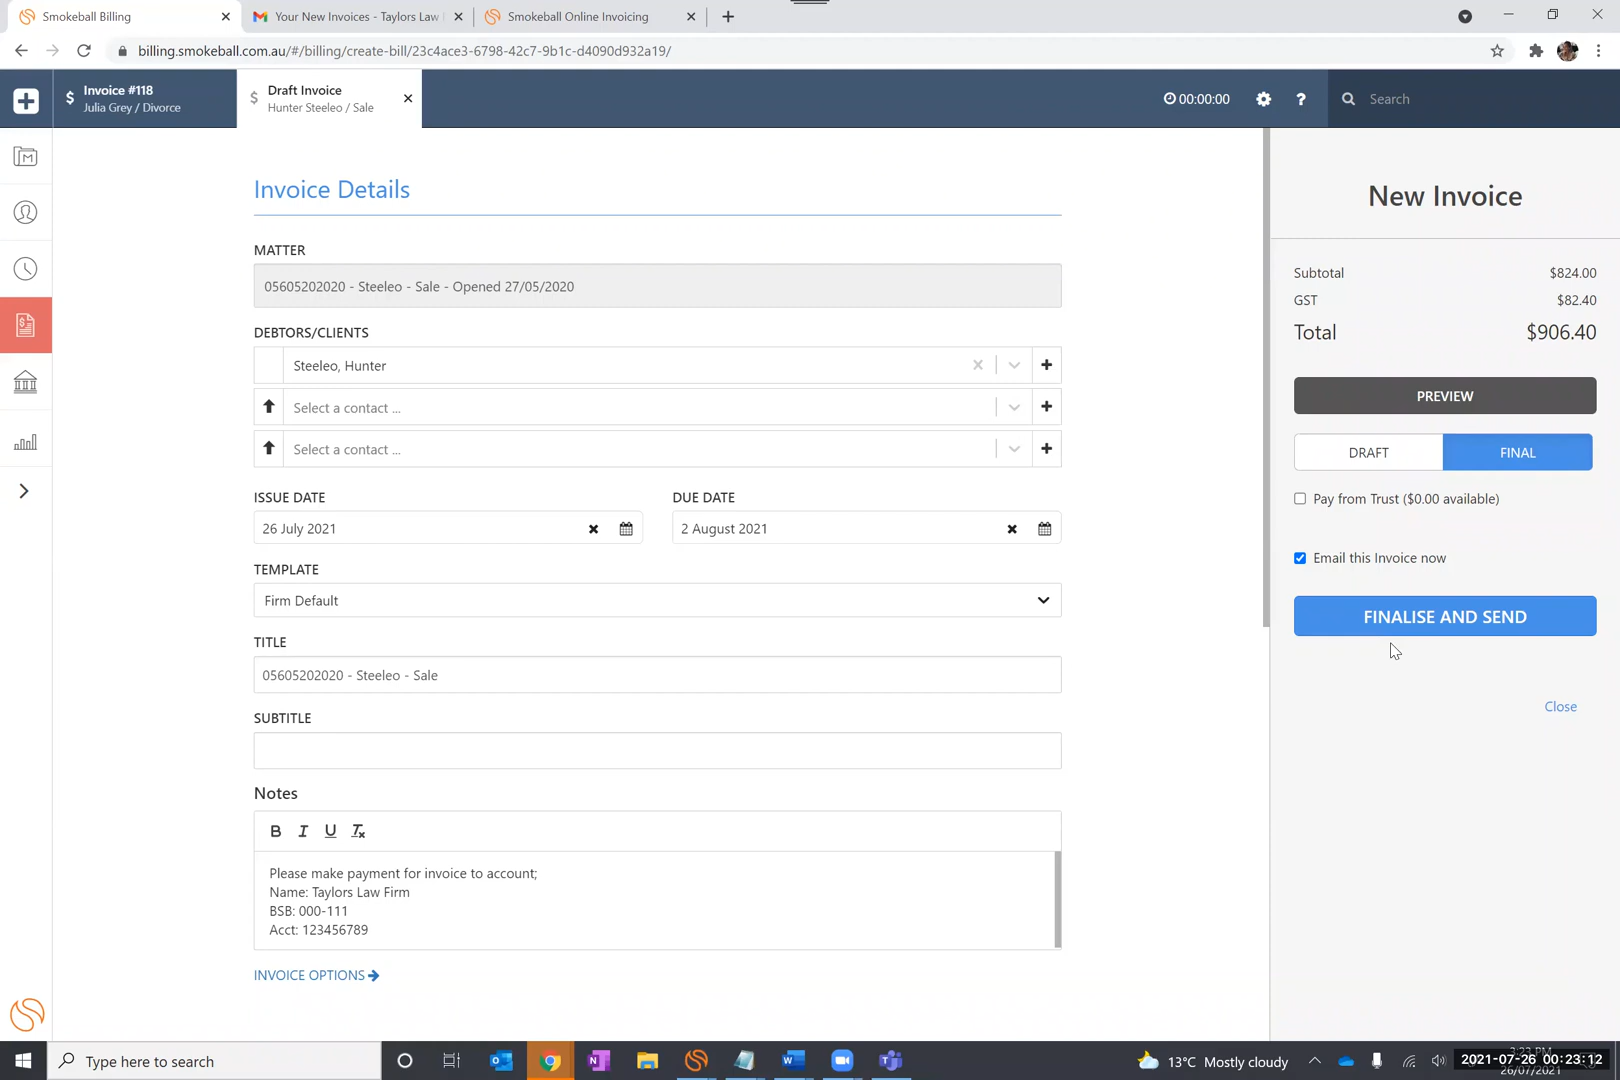 Smokeball Billing
Your New Invoices - Taylors Law
Smokeball Online Invoicing
billing.smokeball.com.au/#/billing/create-bill/23c4ace3-6798-42c7-9b1c-d4090d932a19/
Invoice #118
Julia Grey / Divorce
Draft Invoice
Hunter Steeleo / Sale
00:00:00
Search
Invoice Details
MATTER
05605202020 - Steeleo - Sale - Opened 27/05/2020
DEBTORS/CLIENTS
Steeleo, Hunter
Select a contact ...
Select a contact ...
ISSUE DATE
DUE DATE
26 July 2021
2 August 2021
TEMPLATE
Firm Default
TITLE
05605202020 - Steeleo - Sale
SUBTITLE
Notes
B I U Tx
Please make payment for invoice to account;
Name: Taylors Law Firm
BSB: 000-111
Acct: 123456789
INVOICE OPTIONS
New Invoice
Subtotal $824.00
GST $82.40
Total $906.40
PREVIEW
DRAFT FINAL
Pay from Trust ($0.00 available)
Email this Invoice now
FINALISE AND SEND
Close
Type here to search
13°C Mostly cloudy
2021-07-26 00:23:12
26/07/2021